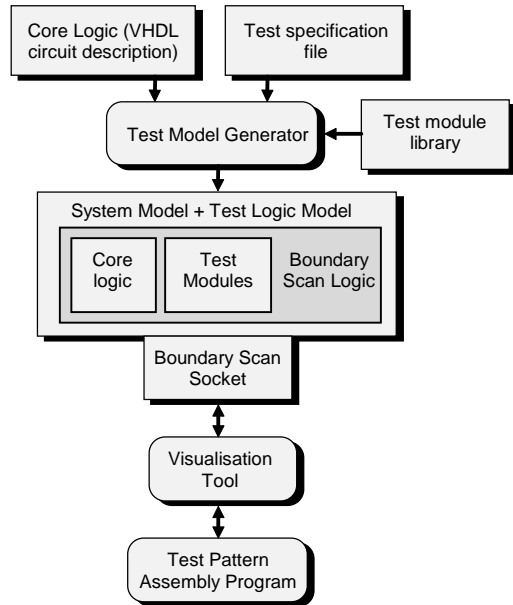 Core Logic (VHDL
circuit description)
Test specification
file
Test Model Generator
Test module
library
System Model + Test Logic Model
Core
logic
Test
Modules
Boundary
Scan Logic
Boundary Scan
Socket
Visualisation
Tool
Test Pattern
Assembly Program